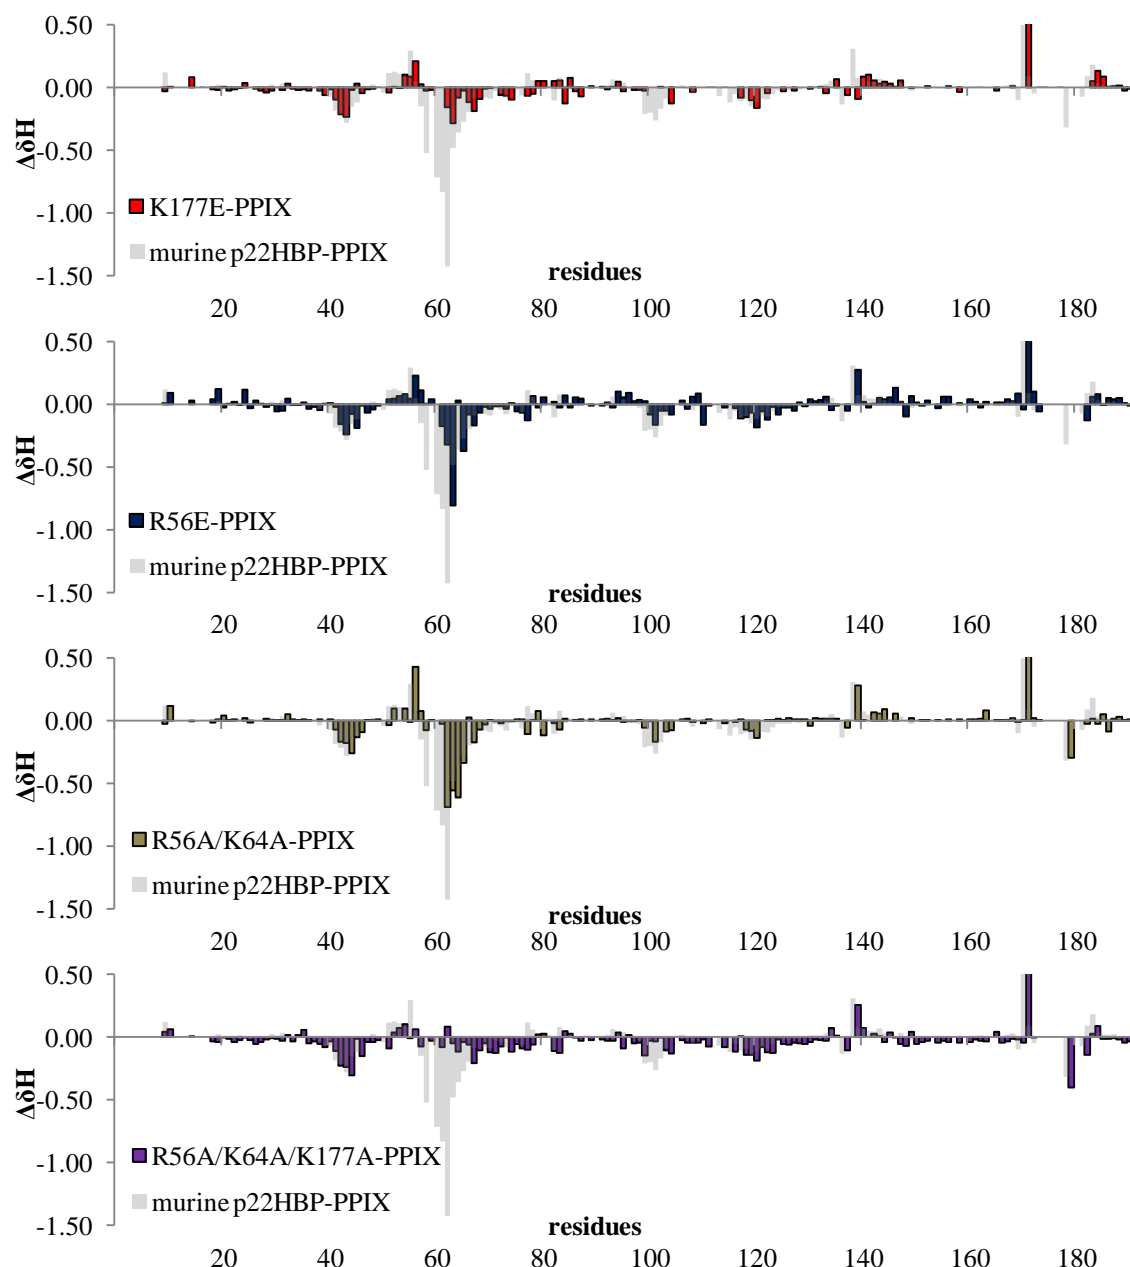 0.50
0.00
-0.50
-1.00
-1.50
ΔδH
K177E-PPIX
murine p22HBP-PPIX
residues
20 40 60 80 100 120 140 160 180
0.50
0.00
-0.50
-1.00
-1.50
ΔδH
R56E-PPIX
murine p22HBP-PPIX
residues
20 40 60 80 100 120 140 160 180
0.50
0.00
-0.50
-1.00
-1.50
ΔδH
R56A/K64A-PPIX
murine p22HBP-PPIX
residues
20 40 60 80 100 120 140 160 180
0.50
0.00
-0.50
-1.00
-1.50
ΔδH
R56A/K64A/K177A-PPIX
murine p22HBP-PPIX
residues
20 40 60 80 100 120 140 160 180